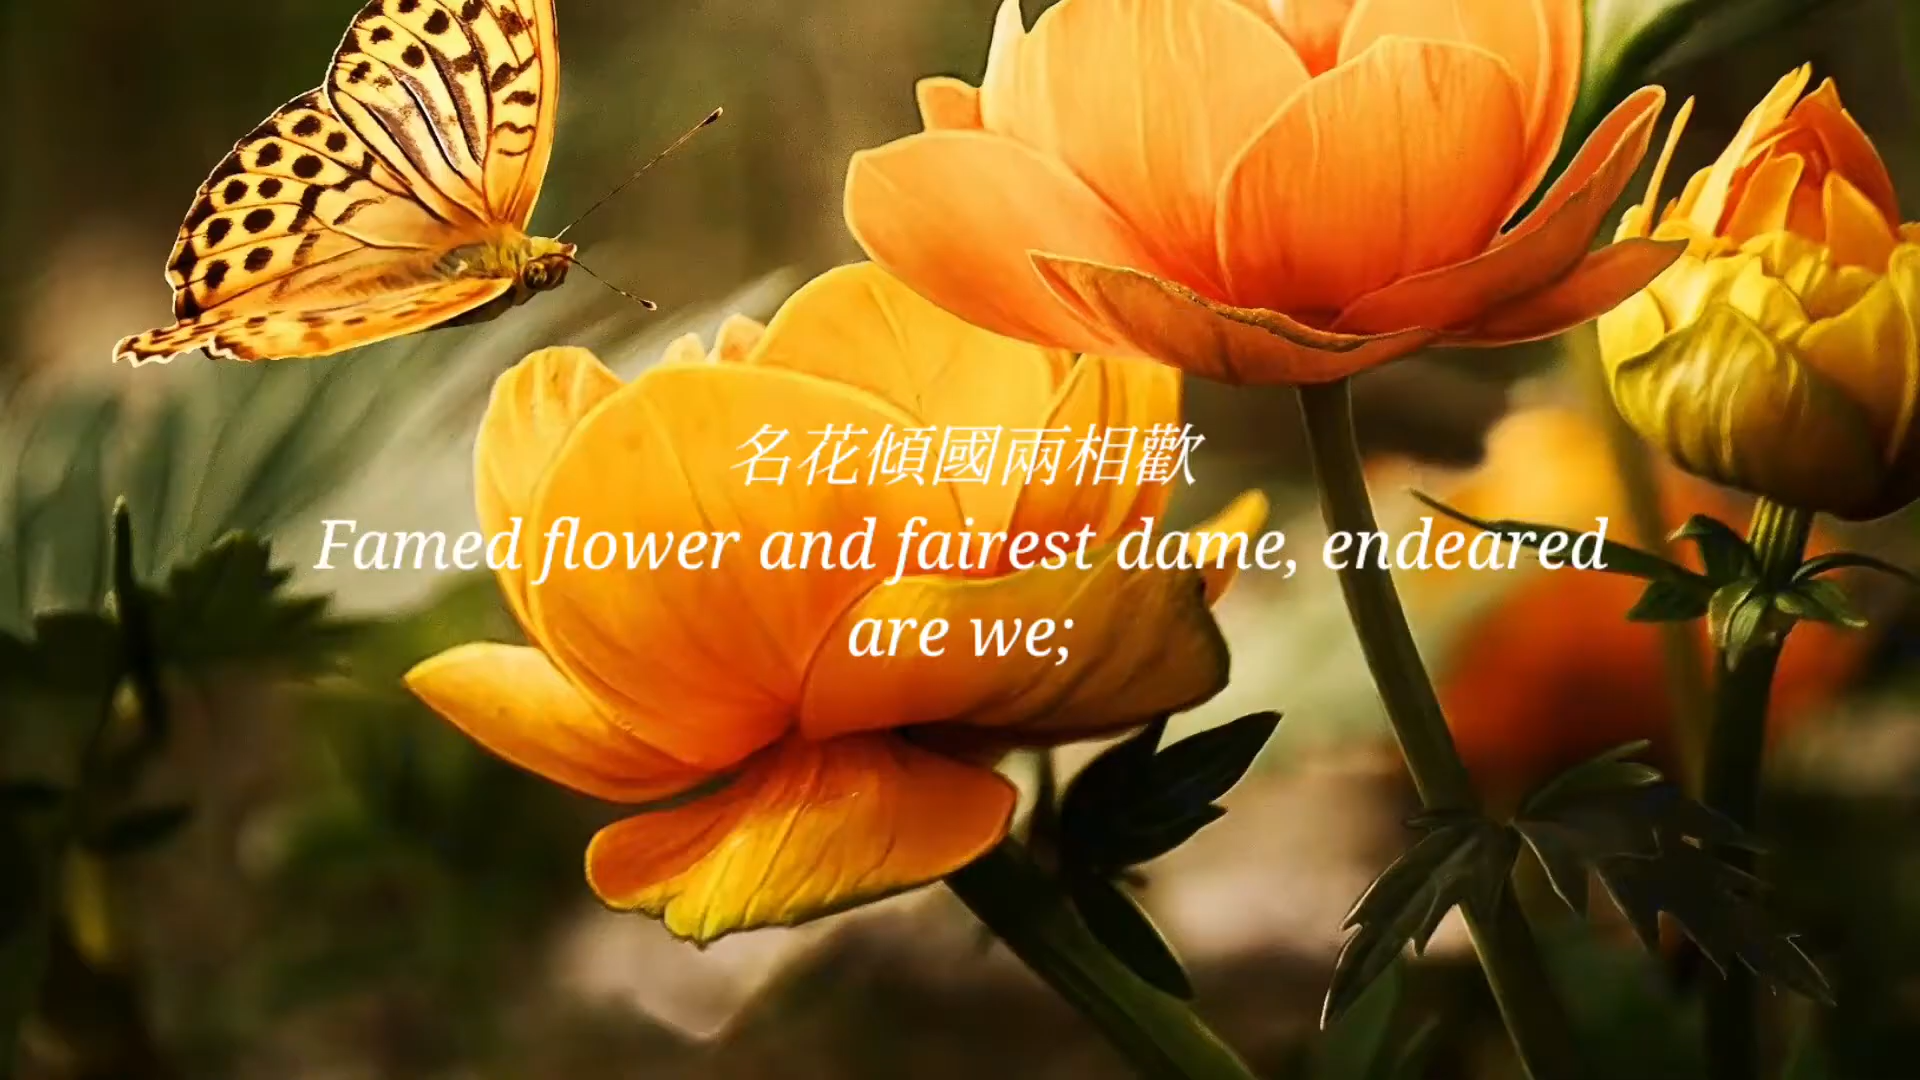 名花傾國兩相歡
Famed flower and fairest dame, endeared
are we;